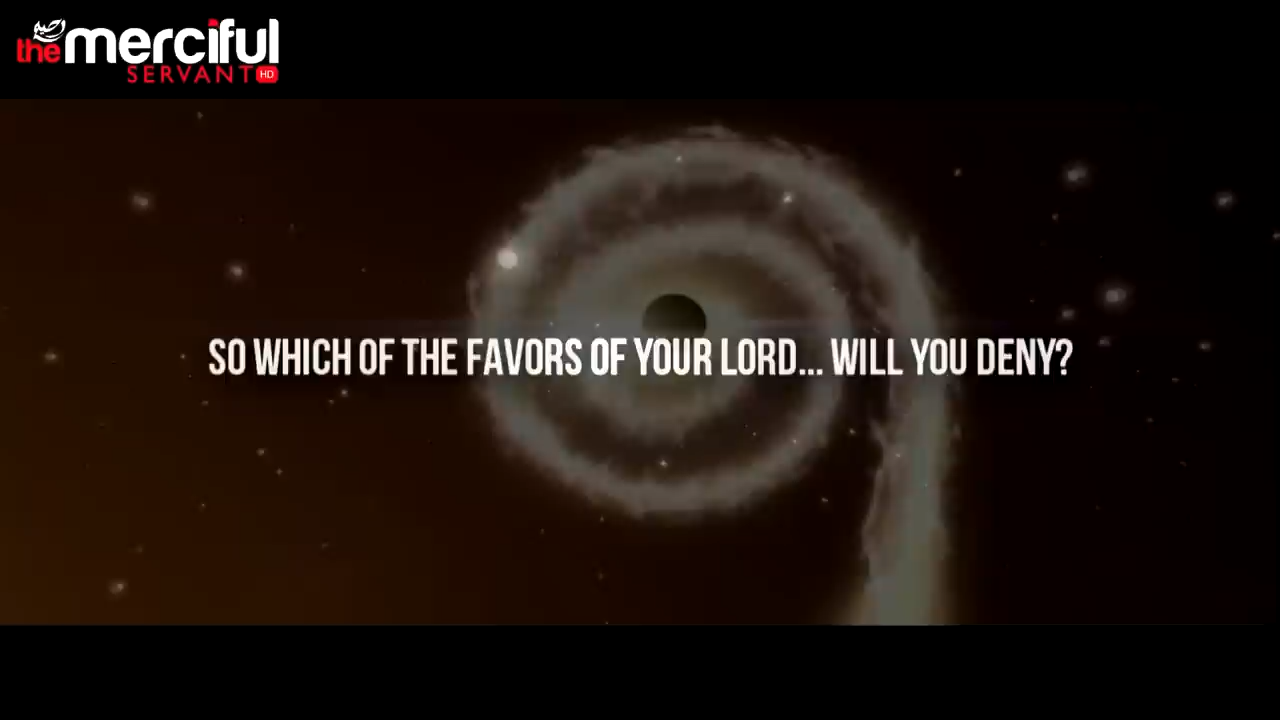 the merciful
SERVANT HD
SO WHICH OF THE FAVORS OF YOUR LORD... WILL YOU DENY?